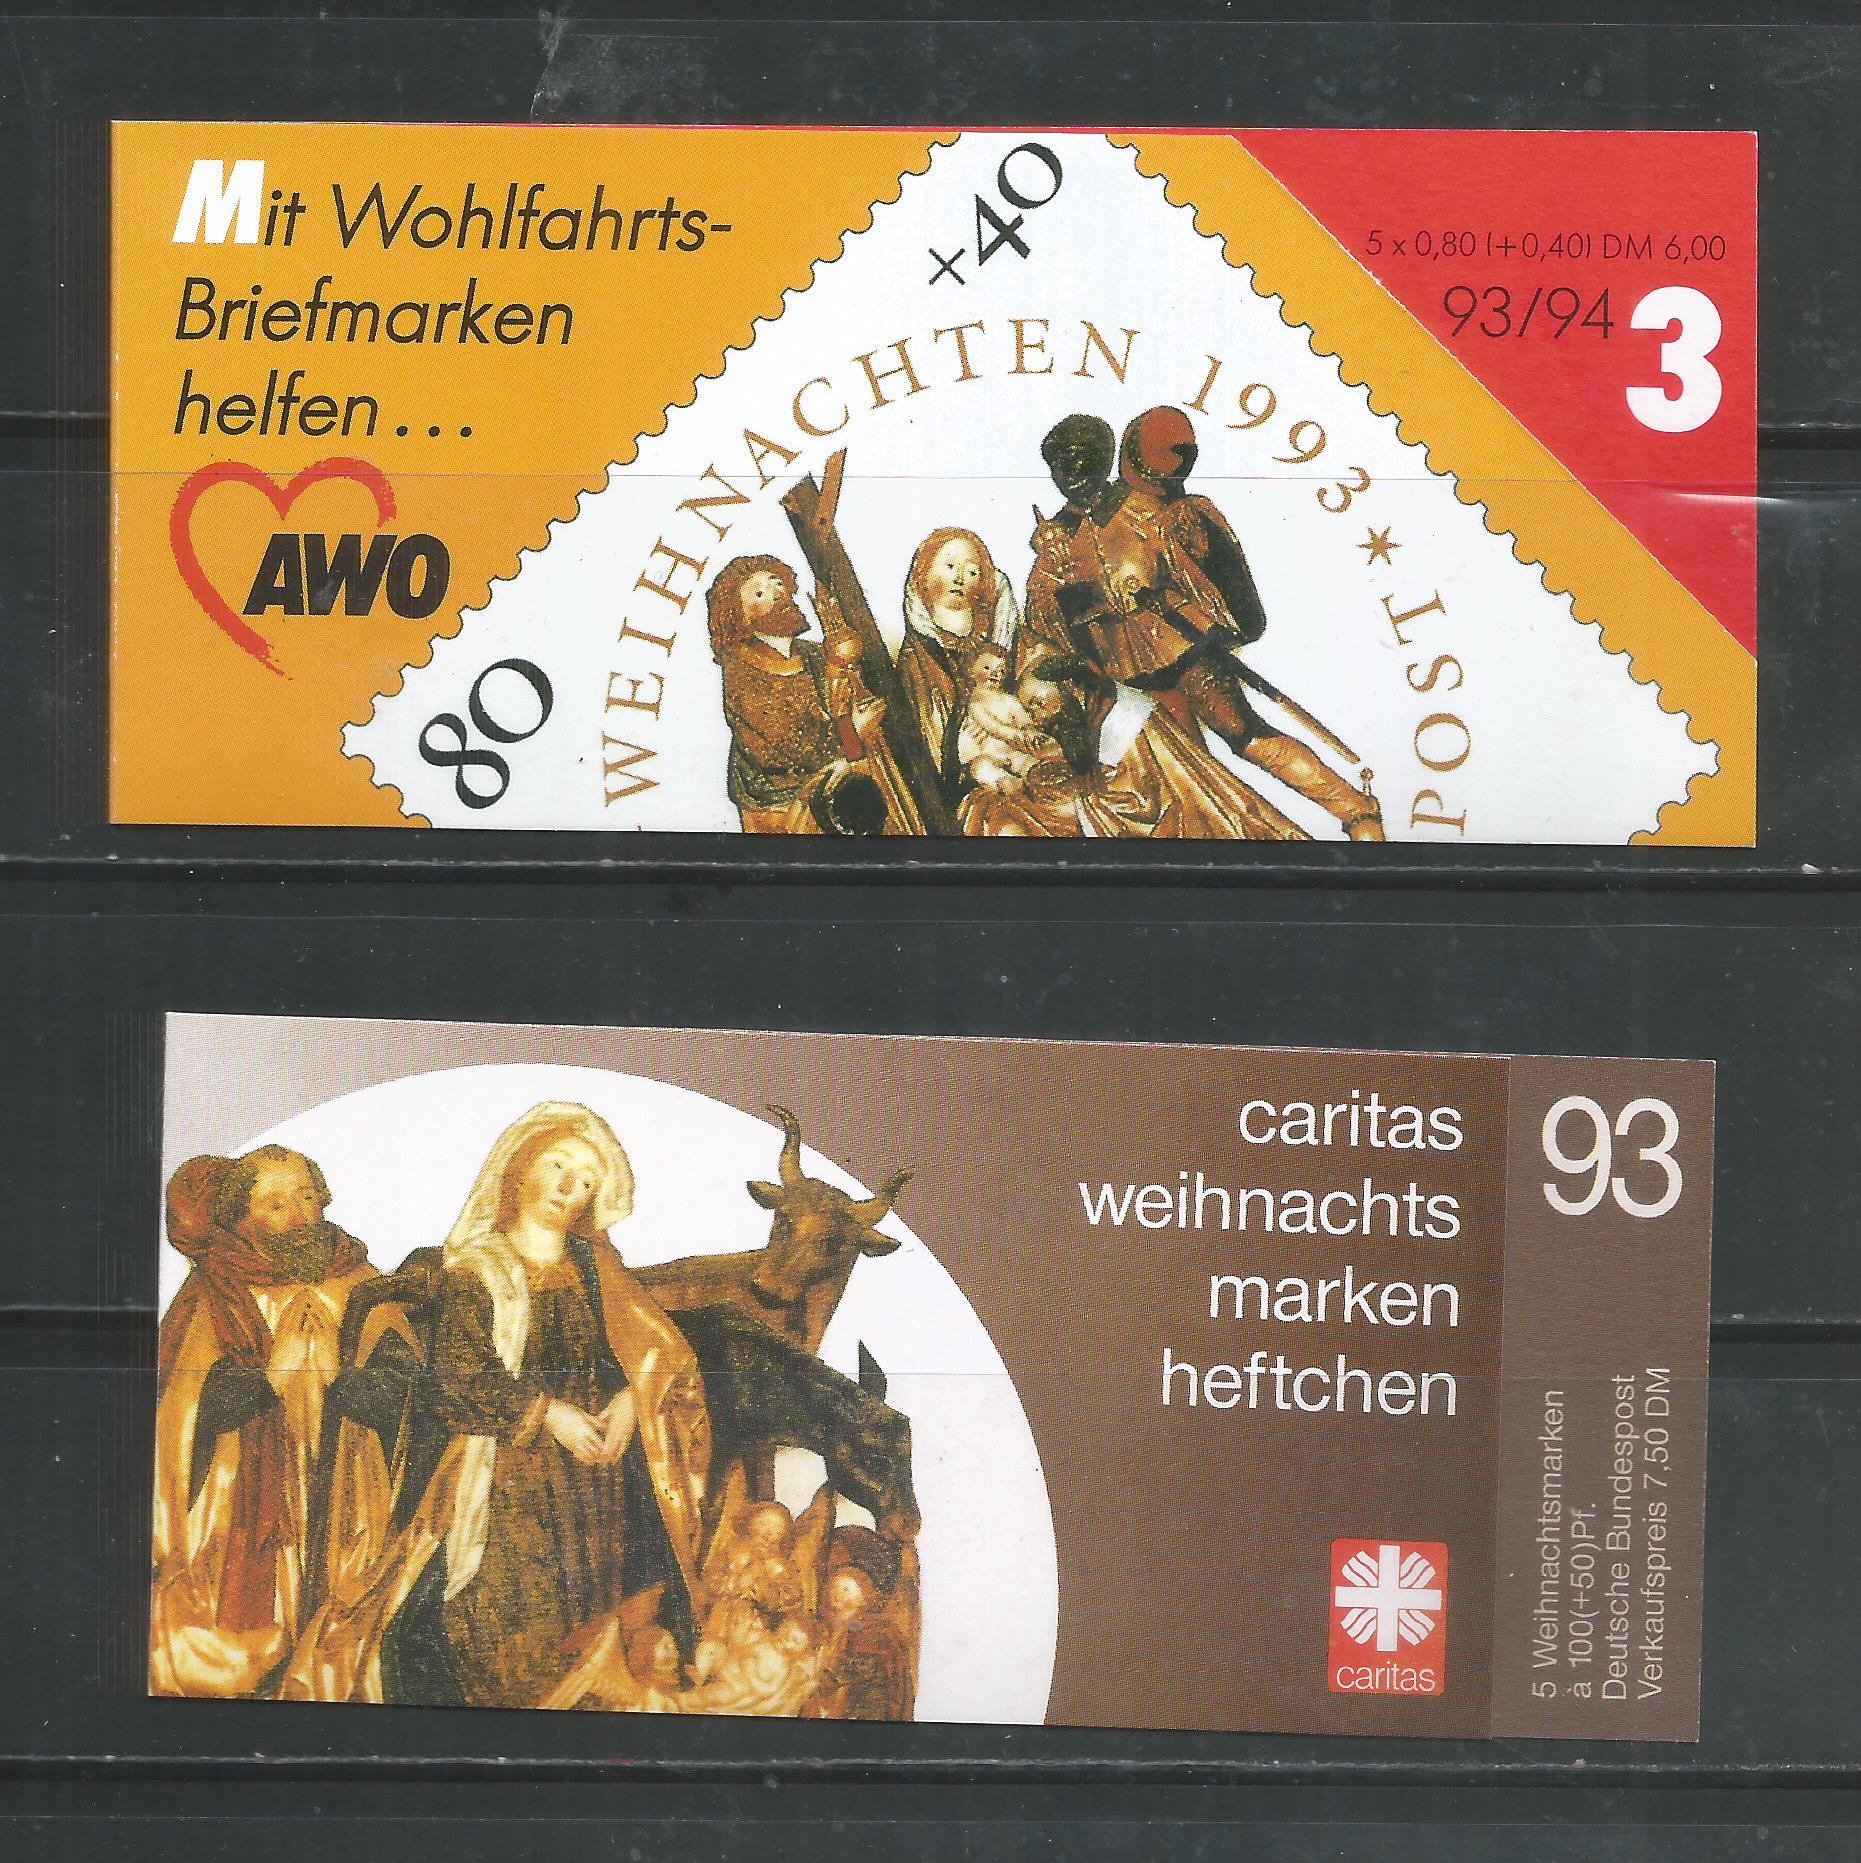 Mit Wohlfahrts-
Briefmarken
helfen...
AWO
80
×40
WEIHNACHTEN 1993 * POST
5 x 0,80 (+0,40) DM 6,00
93/94 3
caritas
weihnachts
marken
heftchen
caritas
93
5 Weihnachtsmarken
à 100(+50)Pf.
Deutsche Bundespost
Verkaufspreis 7,50 DM